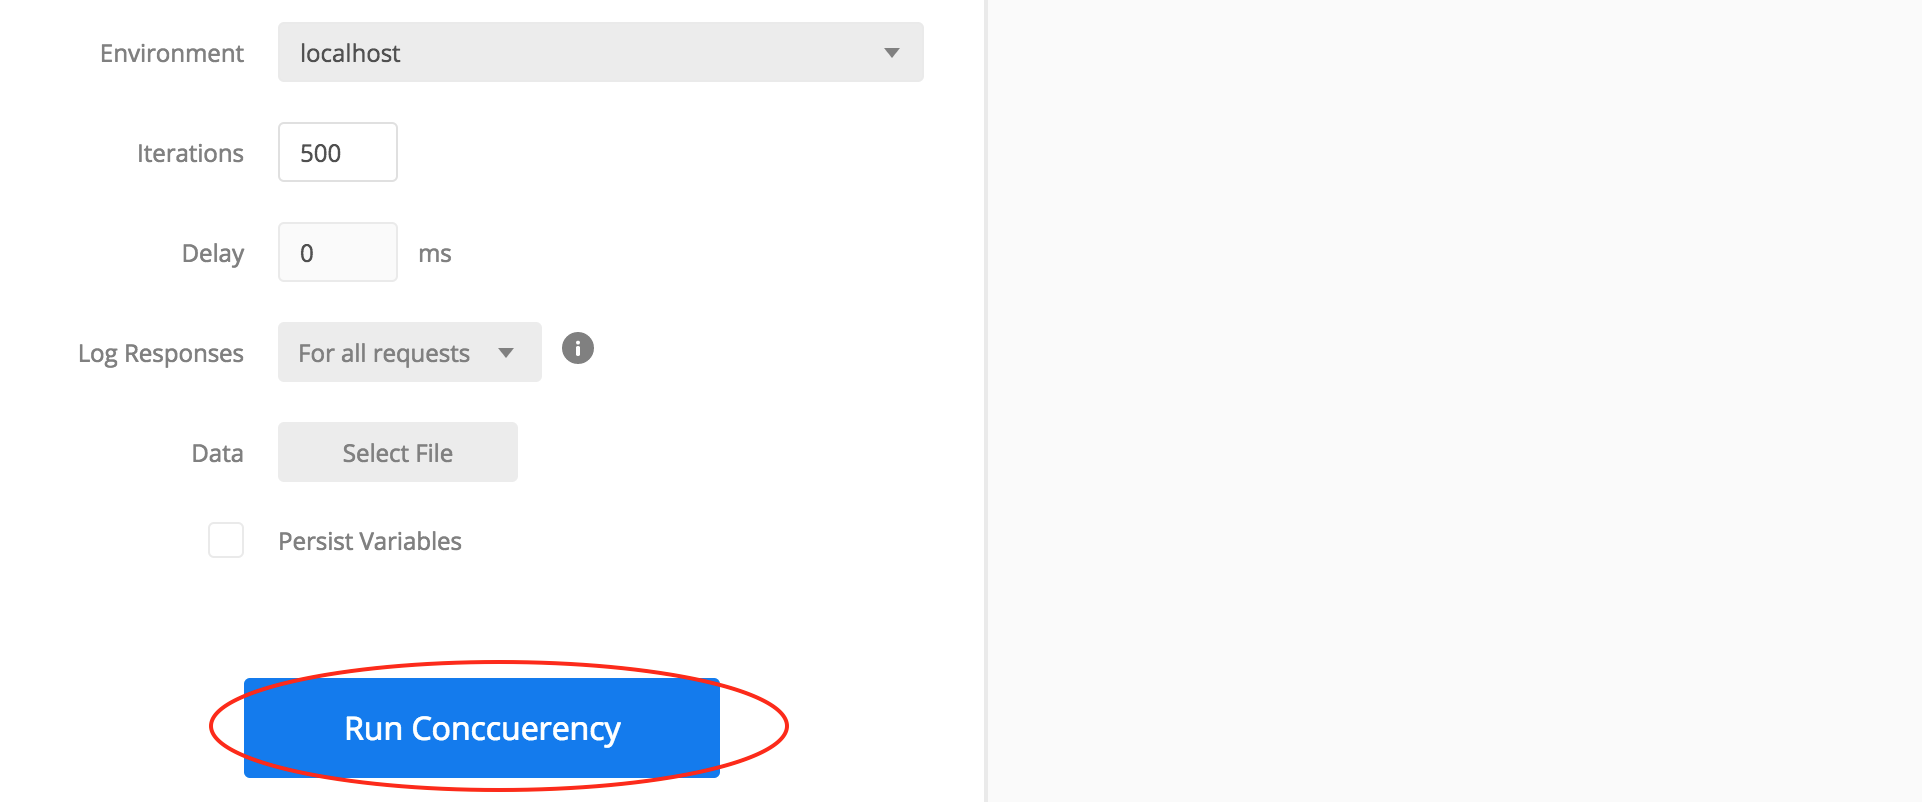 Environment localhost
Iterations 500
Delay 0 ms
Log Responses For all requests
Data Select File
Persist Variables
Run Conccuerency